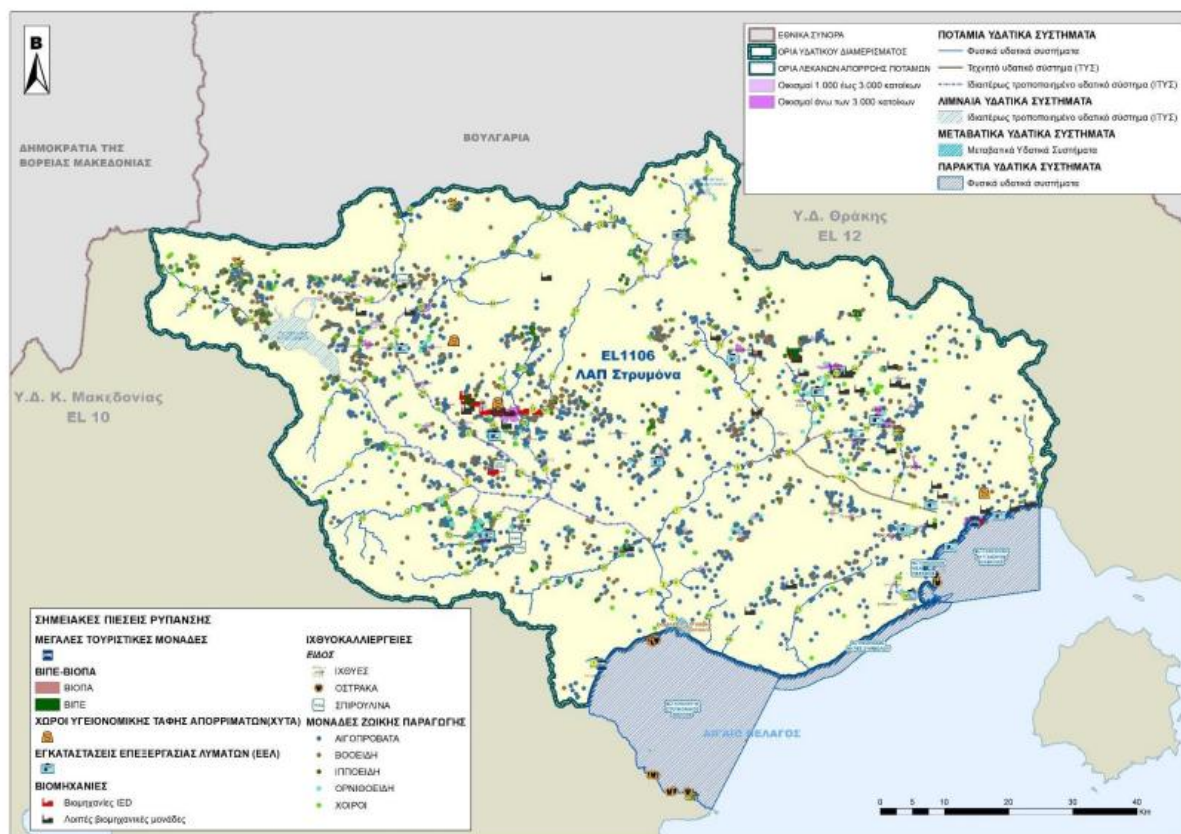 Β
ΔΗΜΟΚΡΑΤΙΑ ΤΗΣ
ΒΟΡΕΙΑΣ ΜΑΚΕΔΟΝΙΑΣ
ΒΟΥΛΓΑΡΙΑ
ΕΘΝΙΚΑ ΣΥΝΟΡΑ
ΟΡΙΑ ΥΔΑΤΙΚΟΥ ΔΙΑΜΕΡΙΣΜΑΤΟΣ
ΟΡΙΑ ΛΕΚΑΝΩΝ ΑΠΟΡΡΟΗΣ ΠΟΤΑΜΩΝ
Οικισμοί 1.000 έως 3.000 κατοίκων
Οικισμοί άνω των 3.000 κατοίκων
ΠΟΤΑΜΙΑ ΥΔΑΤΙΚΑ ΣΥΣΤΗΜΑΤΑ
Φυσικά υδατικά συστήματα
Τεχνητό υδατικό σύστημα (ΤΥΣ)
Ιδιαιτέρως τροποποιημένο υδατικό σύστημα (ΙΤΥΣ)
ΛΙΜΝΑΙΑ ΥΔΑΤΙΚΑ ΣΥΣΤΗΜΑΤΑ
Ιδιαιτέρως τροποποιημένο υδατικό σύστημα (ΙΤΥΣ)
ΜΕΤΑΒΑΤΙΚΑ ΥΔΑΤΙΚΑ ΣΥΣΤΗΜΑΤΑ
Μεταβατικά Υδατικά Συστήματα
ΠΑΡΑΚΤΙΑ ΥΔΑΤΙΚΑ ΣΥΣΤΗΜΑΤΑ
Φυσικά υδατικά συστήματα
Υ.Δ. Θράκης
EL 12
EL1106
ΛΑΠ Στρυμόνα
Υ.Δ. Κ. Μακεδονίας
EL 10
ΑΙΓΑΙΟ ΠΕΛΑΓΟΣ
ΣΗΜΕΙΑΚΕΣ ΠΙΕΣΕΙΣ ΡΥΠΑΝΣΗΣ
ΜΕΓΑΛΕΣ ΤΟΥΡΙΣΤΙΚΕΣ ΜΟΝΑΔΕΣ
ΒΙΠΕ-ΒΙΟΠΑ
ΒΙΟΠΑ
ΒΙΠΕ
ΧΩΡΟΙ ΥΓΕΙΟΝΟΜΙΚΗΣ ΤΑΦΗΣ ΑΠΟΡΡΙΜΑΤΩΝ(ΧΥΤΑ)
ΕΓΚΑΤΑΣΤΑΣΕΙΣ ΕΠΕΞΕΡΓΑΣΙΑΣ ΛΥΜΑΤΩΝ (ΕΕΛ)
ΒΙΟΜΗΧΑΝΙΕΣ
Βιομηχανίες IED
Λοιπές βιομηχανικές μονάδες
ΙΧΘΥΟΚΑΛΛΙΕΡΓΕΙΕΣ
ΕΙΔΟΣ
ΙΧΘΥΕΣ
ΟΣΤΡΑΚΑ
ΣΠΙΡΟΥΛΙΝΑ
ΜΟΝΑΔΕΣ ΖΩΙΚΗΣ ΠΑΡΑΓΩΓΗΣ
ΑΙΓΟΠΡΟΒΑΤΑ
ΒΟΟΕΙΔΗ
ΙΠΠΟΕΙΔΗ
ΟΡΝΙΘΟΕΙΔΗ
ΧΟΙΡΟΙ
0 5 10 20 30 40
Km